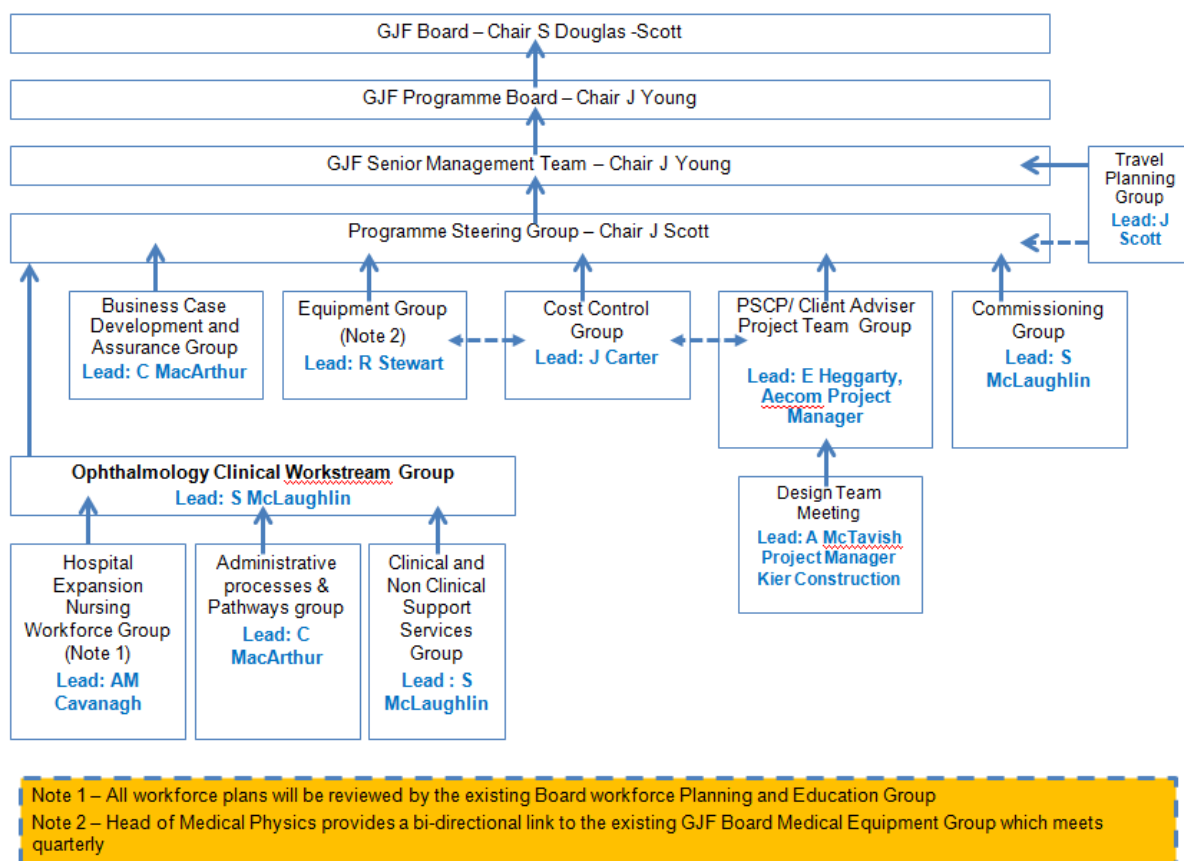 GJF Board – Chair S Douglas -Scott
GJF Programme Board – Chair J Young
GJF Senior Management Team – Chair J Young
Travel
Planning
Group
Lead: J
Scott
Programme Steering Group – Chair J Scott
Business Case
Development and
Assurance Group
Lead: C MacArthur
Equipment Group
(Note 2)
Lead: R Stewart
Cost Control
Group
Lead: J Carter
PSCP/ Client Adviser
Project Team Group
Lead: E Heggarty,
Aecom Project
Manager
Commissioning
Group
Lead: S
McLaughlin
Ophthalmology Clinical Workstream Group
Lead: S McLaughlin
Design Team
Meeting
Lead: A McTavish
Project Manager
Kier Construction
Hospital
Expansion
Nursing
Workforce Group
(Note 1)
Lead: AM
Cavanagh
Administrative
processes &
Pathways group
Lead: C
MacArthur
Clinical and
Non Clinical
Support
Services
Group
Lead : S
McLaughlin
Note 1 – All workforce plans will be reviewed by the existing Board workforce Planning and Education Group
Note 2 – Head of Medical Physics provides a bi-directional link to the existing GJF Board Medical Equipment Group which meets
quarterly